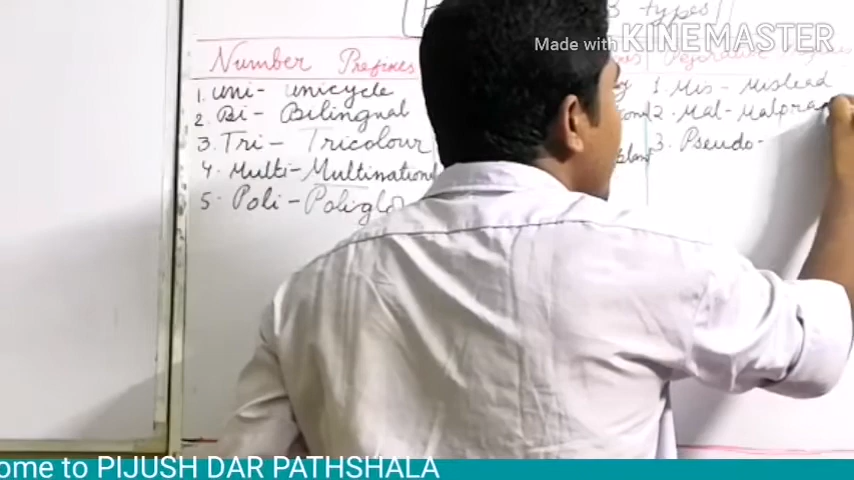 3 types
Made with KINEMASTER
Number Prefixes
1. Uni- Unicycle
2. Bi- Bilingual
3. Tri- Tricolour
4. Multi- Multination
5. Poli- Poliglo
1. Mis- Mislead
2. Mal- Malpra
3. Pseudo-
ome to PIJUSH DAR PATHSHALA